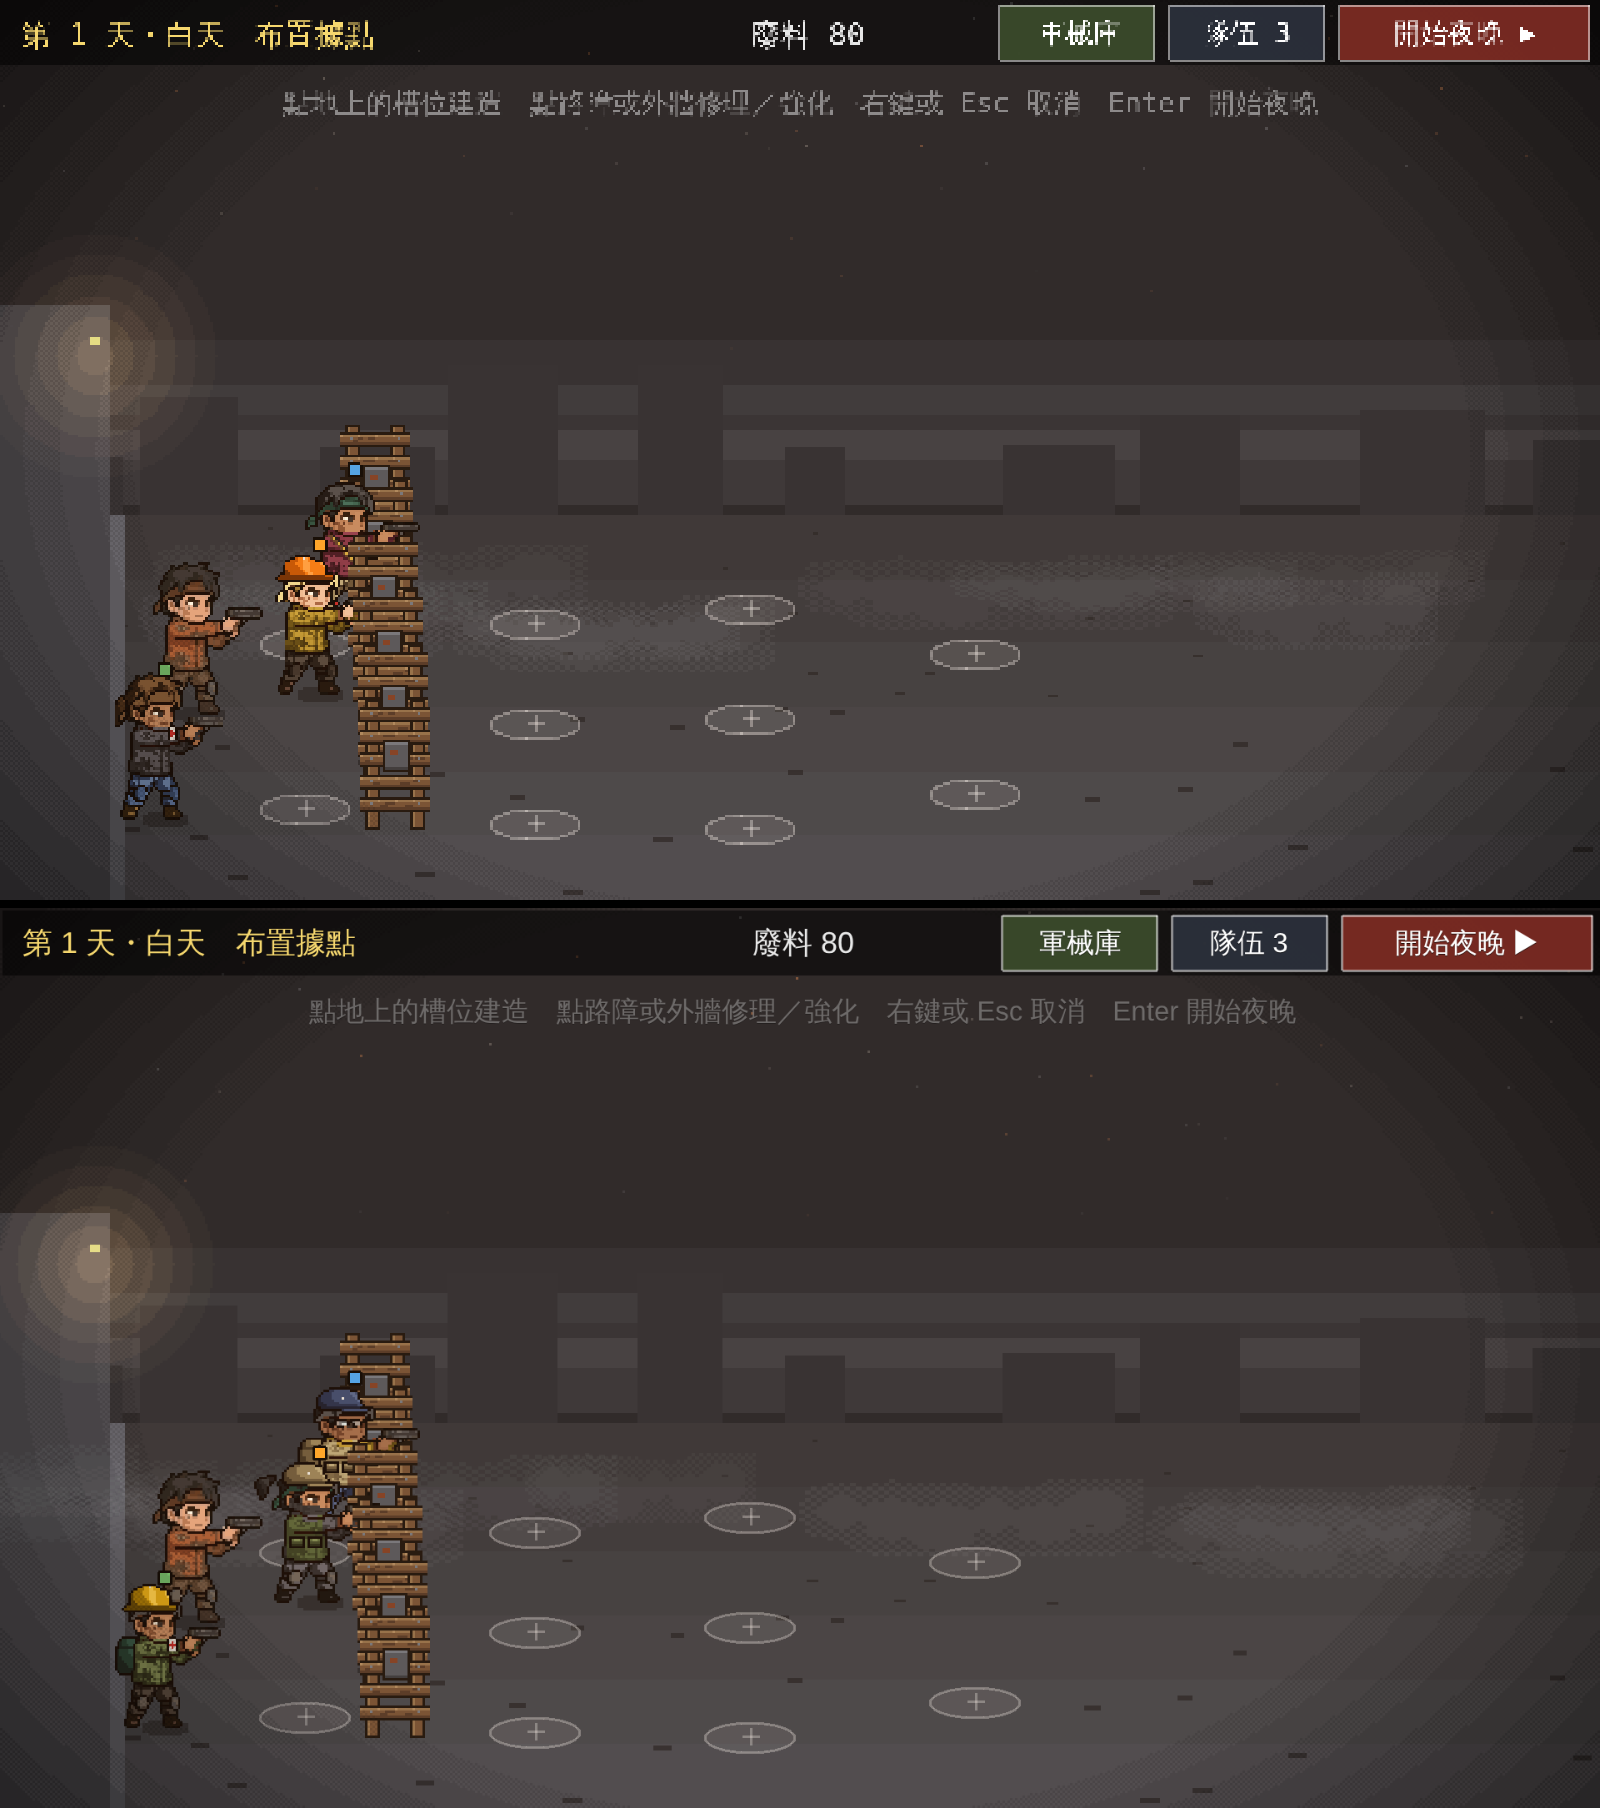 第 1 天・白天　布置據點
廢料 80
軍械庫
隊伍 3
開始夜晚 ▶
點地上的槽位建造　點路障或外牆修理／強化　右鍵或 Esc 取消　Enter 開始夜晚
第 1 天・白天　布置據點
廢料 80
軍械庫
隊伍 3
開始夜晚 ▶
點地上的槽位建造　點路障或外牆修理／強化　右鍵或 Esc 取消　Enter 開始夜晚